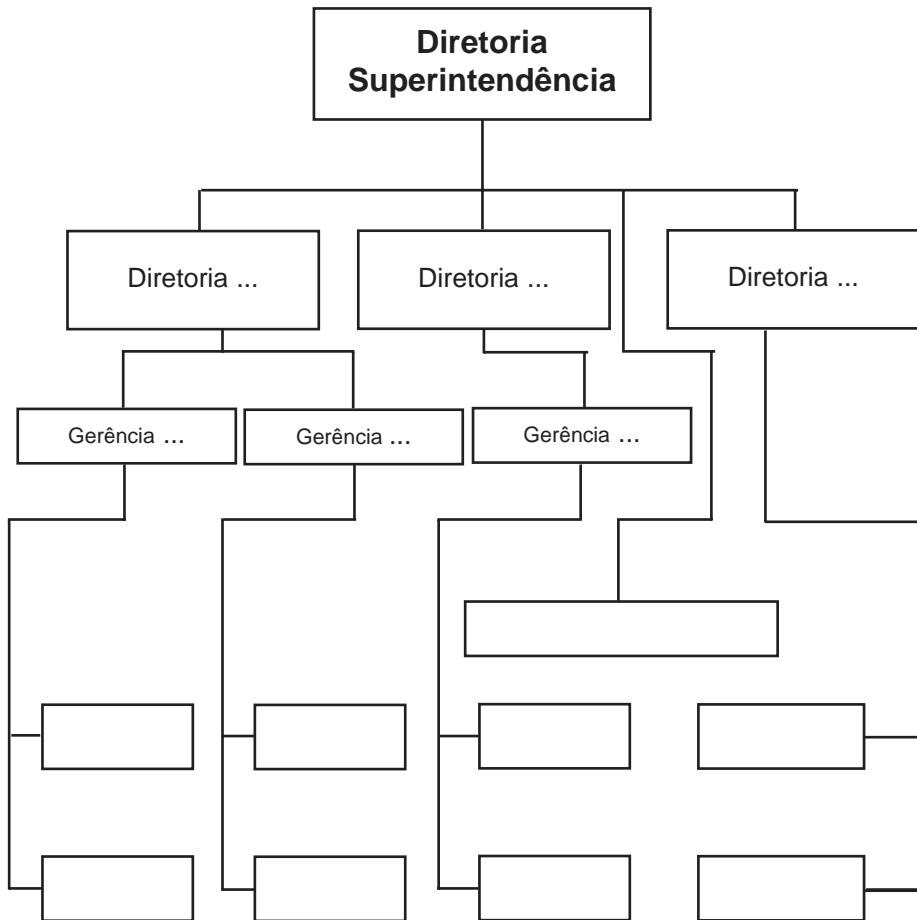 Diretoria
Superintendência
Diretoria ...
Diretoria ...
Diretoria ...
Gerência ...
Gerência ...
Gerência ...